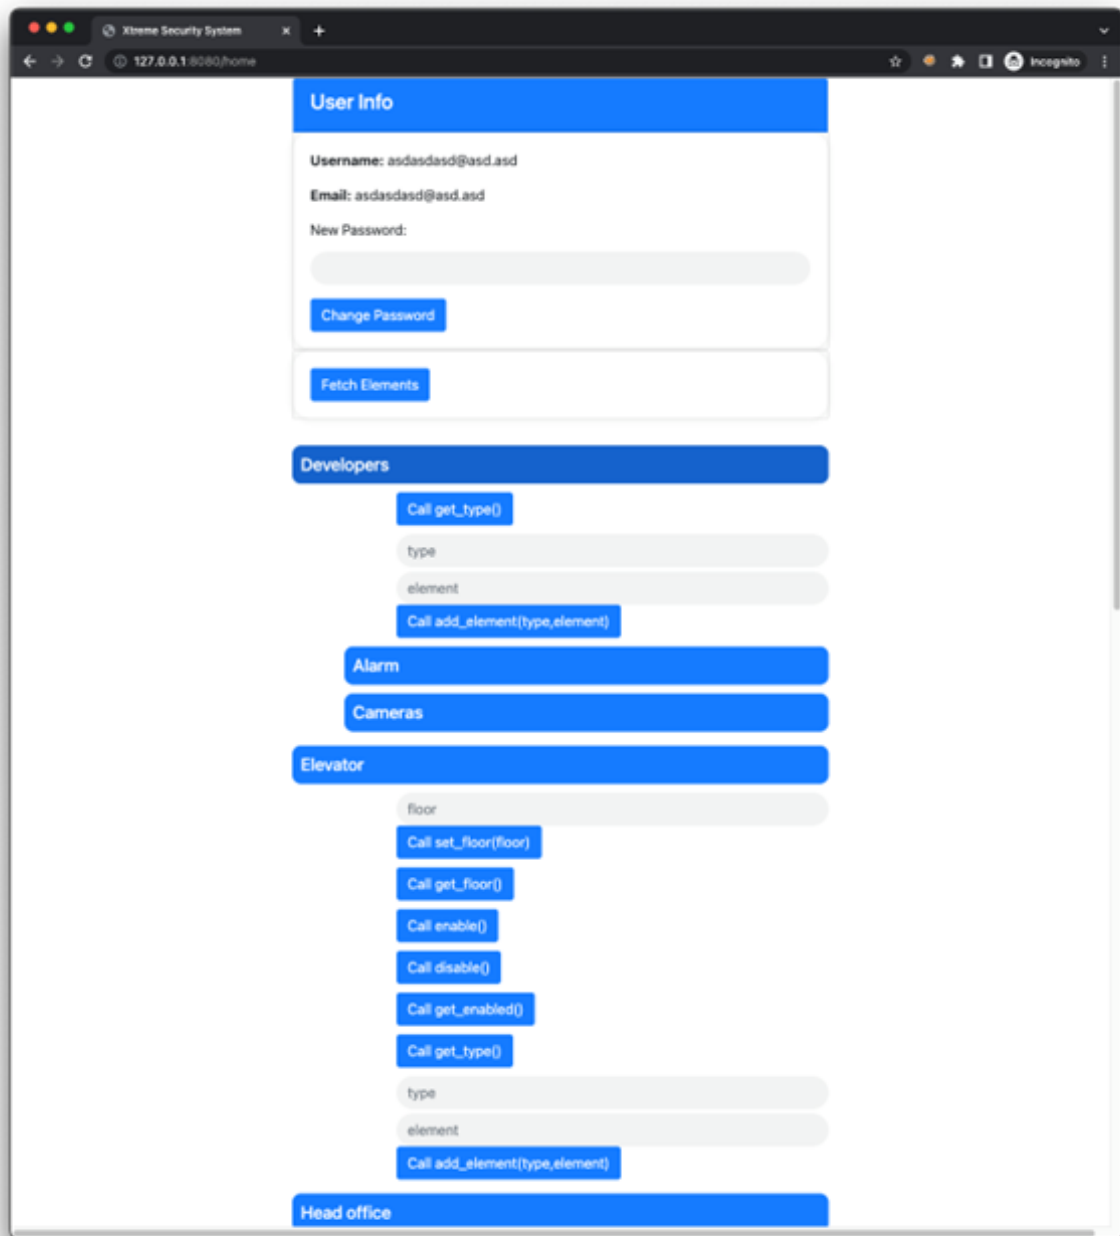 Xtreme Security System
127.0.0.1:8080/home
Incognito
User Info
Username: asdasdasd@asd.asd
Email: asdasdasd@asd.asd
New Password:
Change Password
Fetch Elements
Developers
Call get_type()
type
element
Call add_element(type,element)
Alarm
Cameras
Elevator
floor
Call set_floor(floor)
Call get_floor()
Call enable()
Call disable()
Call get_enabled()
Call get_type()
type
element
Call add_element(type,element)
Head office